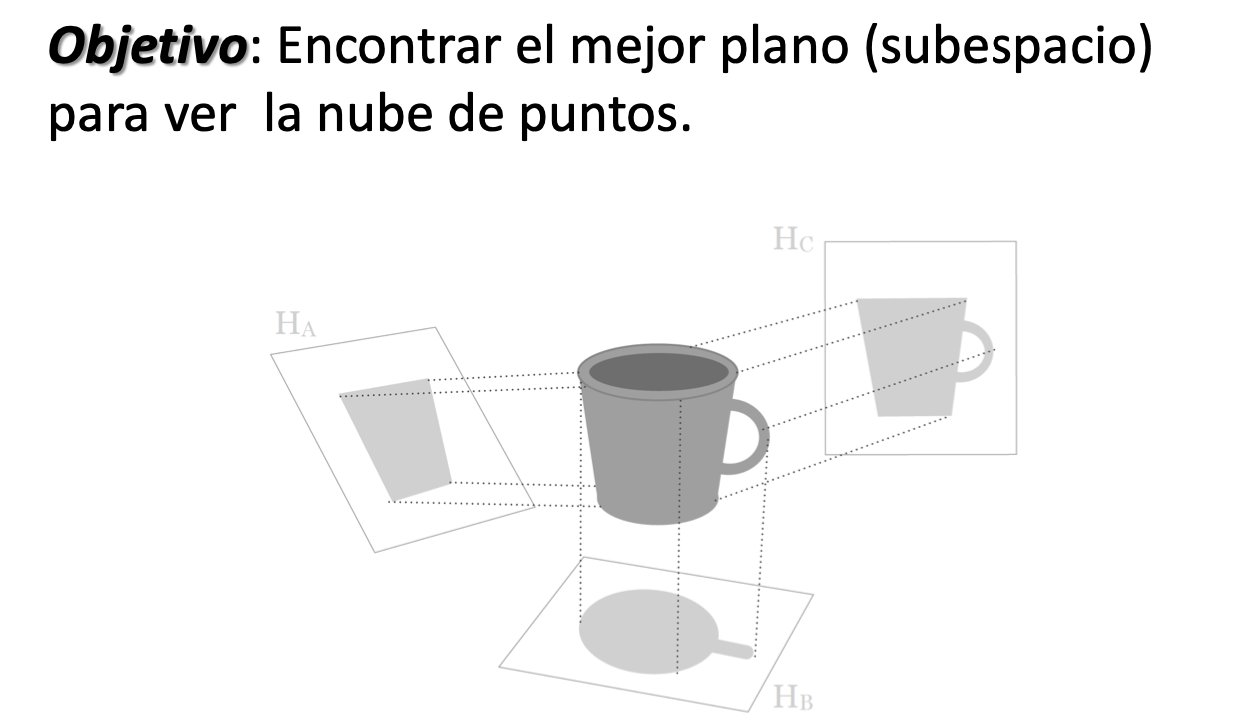 Objetivo: Encontrar el mejor plano (subespacio)
para ver la nube de puntos.
HC
HA
HB